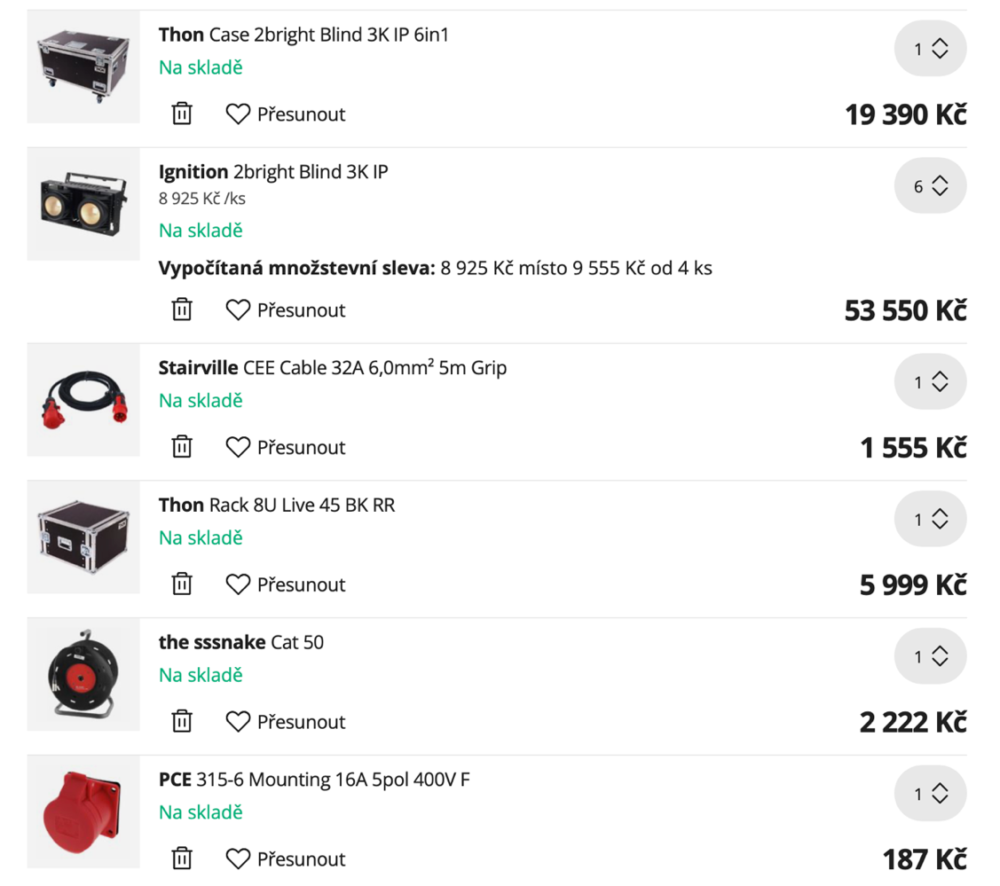 Thon Case 2bright Blind 3K IP 6in1
1
Na skladě
Přesunout
19 390 Kč
Ignition 2bright Blind 3K IP
6
8 925 Kč /ks
Na skladě
Vypočítaná množstevní sleva: 8 925 Kč místo 9 555 Kč od 4 ks
Přesunout
53 550 Kč
Stairville CEE Cable 32A 6,0mm² 5m Grip
1
Na skladě
Přesunout
1 555 Kč
Thon Rack 8U Live 45 BK RR
1
Na skladě
Přesunout
5 999 Kč
the sssnake Cat 50
1
Na skladě
Přesunout
2 222 Kč
PCE 315-6 Mounting 16A 5pol 400V F
1
Na skladě
Přesunout
187 Kč